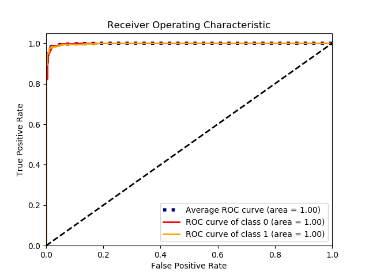 Receiver Operating Characteristic
1.0
0.8
0.6
0.4
0.2
0.0
True Positive Rate
Average ROC curve (area = 1.00)
ROC curve of class 0 (area = 1.00)
ROC curve of class 1 (area = 1.00)
0.0 0.2 0.4 0.6 0.8 1.0
False Positive Rate